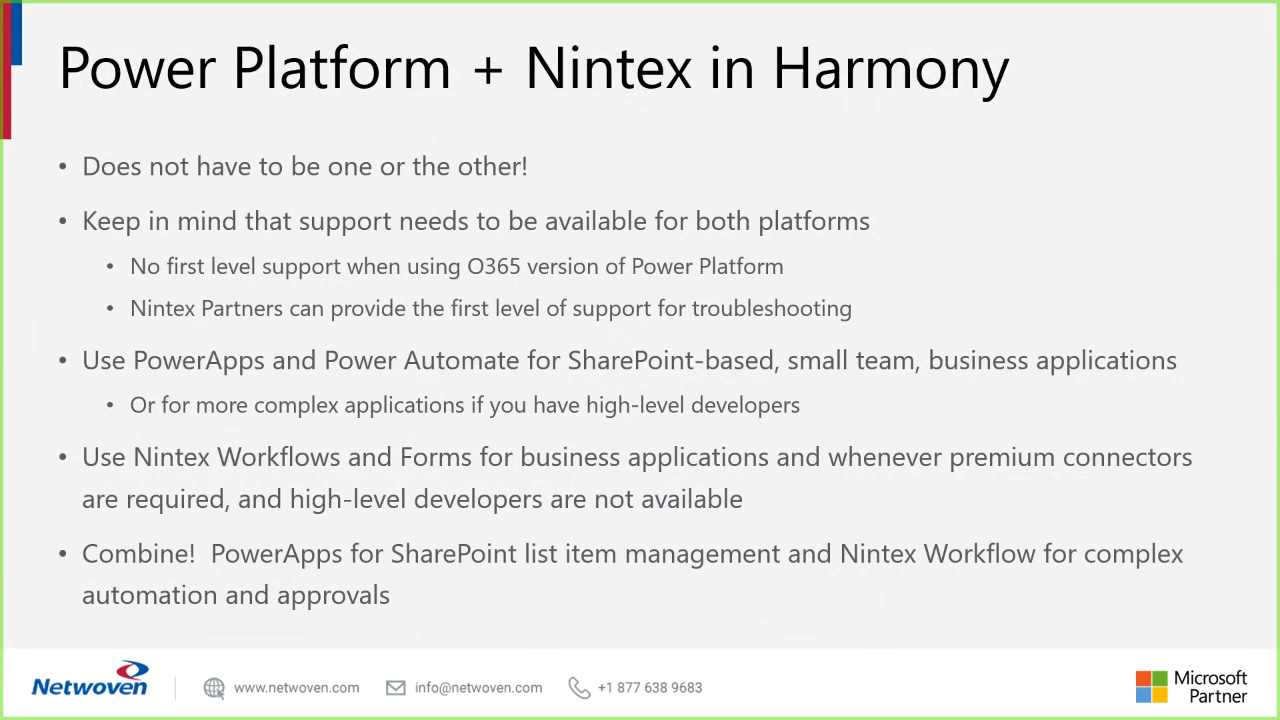 Power Platform + Nintex in Harmony
• Does not have to be one or the other!
• Keep in mind that support needs to be available for both platforms
• No first level support when using O365 version of Power Platform
• Nintex Partners can provide the first level of support for troubleshooting
• Use PowerApps and Power Automate for SharePoint-based, small team, business applications
• Or for more complex applications if you have high-level developers
• Use Nintex Workflows and Forms for business applications and whenever premium connectors
are required, and high-level developers are not available
• Combine!  PowerApps for SharePoint list item management and Nintex Workflow for complex
automation and approvals
Netwoven
www.netwoven.com
info@netwoven.com
+1 877 638 9683
Microsoft
Partner